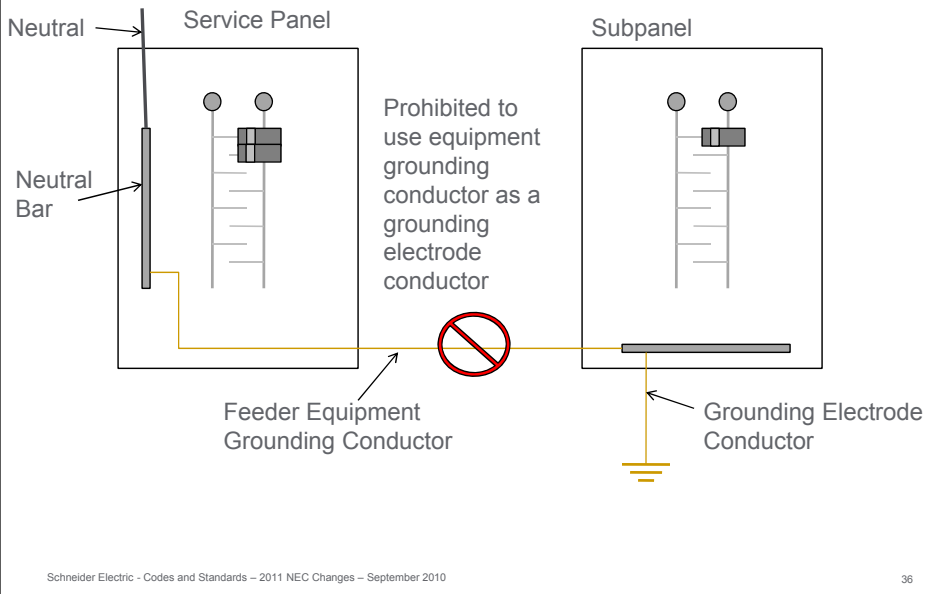 Neutral
Service Panel
Subpanel
Prohibited to
use equipment
grounding
conductor as a
grounding
electrode
conductor
Neutral
Bar
Feeder Equipment
Grounding Conductor
Grounding Electrode
Conductor
Schneider Electric - Codes and Standards – 2011 NEC Changes – September 2010
36